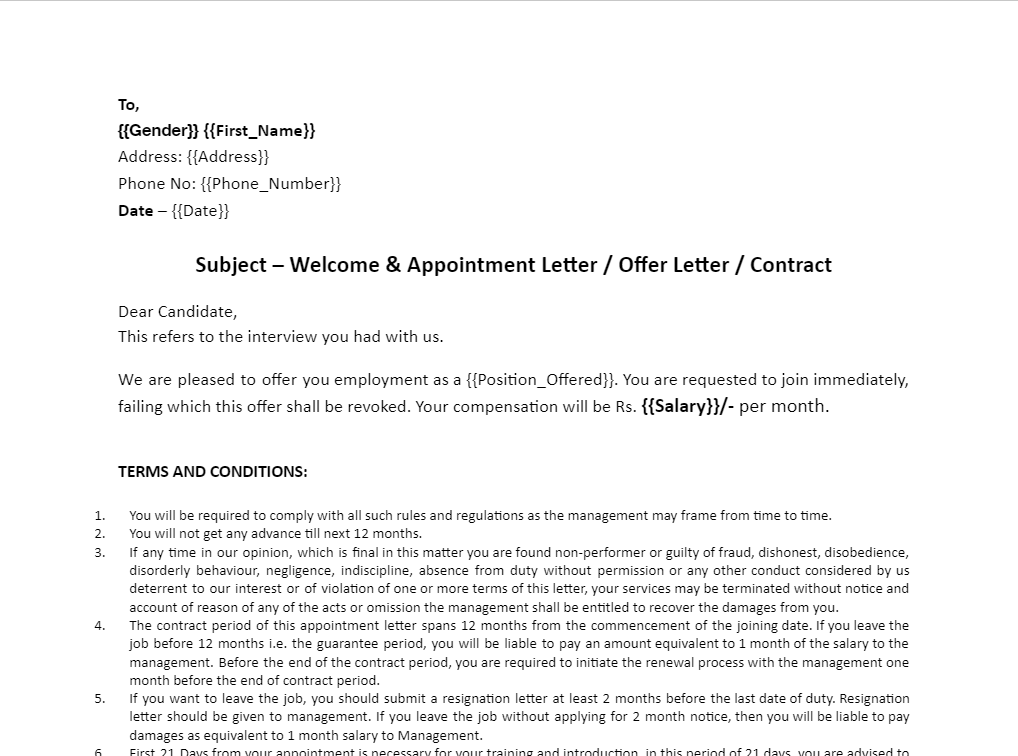 To,
{{Gender}} {{First_Name}}
Address: {{Address}}
Phone No: {{Phone_Number}}
Date – {{Date}}
Subject – Welcome & Appointment Letter / Offer Letter / Contract
Dear Candidate,
This refers to the interview you had with us.
We are pleased to offer you employment as a {{Position_Offered}}. You are requested to join immediately,
failing which this offer shall be revoked. Your compensation will be Rs. {{Salary}}/- per month.
TERMS AND CONDITIONS:
1. You will be required to comply with all such rules and regulations as the management may frame from time to time.
2. You will not get any advance till next 12 months.
3. If any time in our opinion, which is final in this matter you are found non-performer or guilty of fraud, dishonest, disobedience,
disorderly behaviour, negligence, indiscipline, absence from duty without permission or any other conduct considered by us
deterrent to our interest or of violation of one or more terms of this letter, your services may be terminated without notice and
account of reason of any of the acts or omission the management shall be entitled to recover the damages from you.
4. The contract period of this appointment letter spans 12 months from the commencement of the joining date. If you leave the
job before 12 months i.e. the guarantee period, you will be liable to pay an amount equivalent to 1 month of the salary to the
management. Before the end of the contract period, you are required to initiate the renewal process with the management one
month before the end of contract period.
5. If you want to leave the job, you should submit a resignation letter at least 2 months before the last date of duty. Resignation
letter should be given to management. If you leave the job without applying for 2 month notice, then you will be liable to pay
damages as equivalent to 1 month salary to Management.
6. First 21 Days from your appointment is necessary for your training and introduction, in this period of 21 days, you are advised to